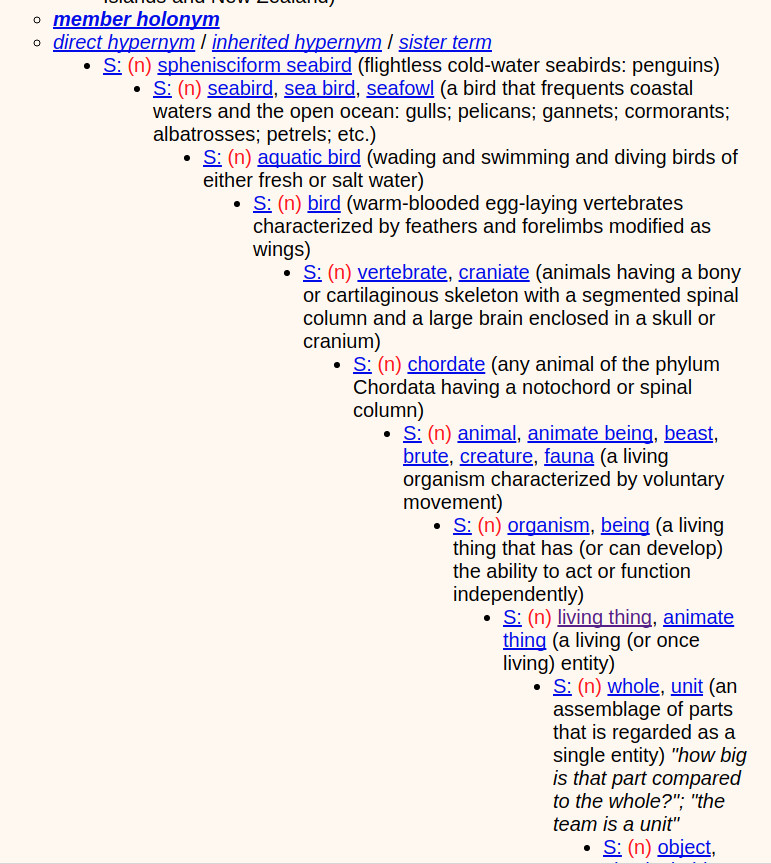 Islands and New Zealand)
member holonym
direct hypernym / inherited hypernym / sister term
S: (n) sphenisciform seabird (flightless cold-water seabirds: penguins)
S: (n) seabird, sea bird, seafowl (a bird that frequents coastal
waters and the open ocean: gulls; pelicans; gannets; cormorants;
albatrosses; petrels; etc.)
S: (n) aquatic bird (wading and swimming and diving birds of
either fresh or salt water)
S: (n) bird (warm-blooded egg-laying vertebrates
characterized by feathers and forelimbs modified as
wings)
S: (n) vertebrate, craniate (animals having a bony
or cartilaginous skeleton with a segmented spinal
column and a large brain enclosed in a skull or
cranium)
S: (n) chordate (any animal of the phylum
Chordata having a notochord or spinal
column)
S: (n) animal, animate being, beast,
brute, creature, fauna (a living
organism characterized by voluntary
movement)
S: (n) organism, being (a living
thing that has (or can develop)
the ability to act or function
independently)
S: (n) living thing, animate
thing (a living (or once
living) entity)
S: (n) whole, unit (an
assemblage of parts
that is regarded as a
single entity) "how big
is that part compared
to the whole?"; "the
team is a unit"
S: (n) object,